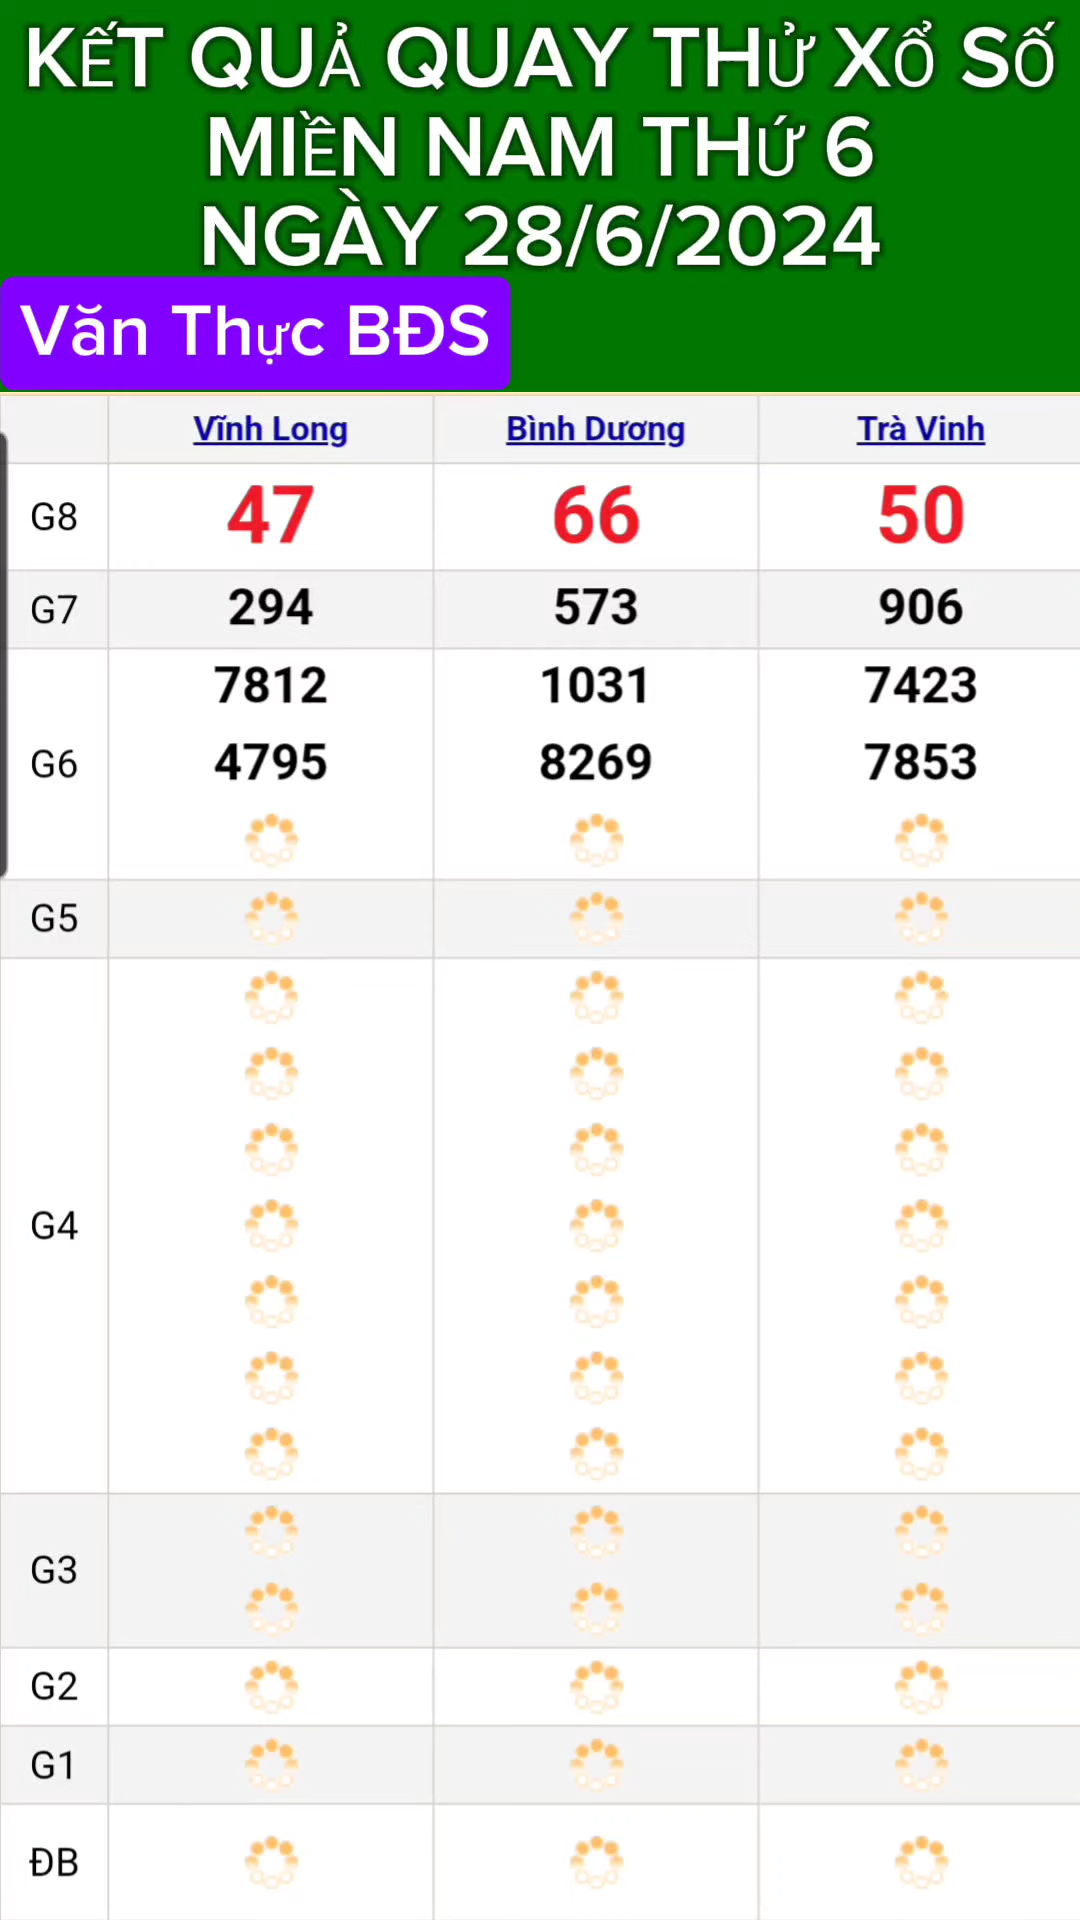 KẾT QUẢ QUAY THỬ XỔ SỐ
MIỀN NAM THỨ 6
NGÀY 28/6/2024
Văn Thực BĐS
Vĩnh Long Bình Dương Trà Vinh
G8 47 66 50
G7 294 573 906
7812 1031 7423
G6 4795 8269 7853
G5
G4
G3
G2
G1
ĐB